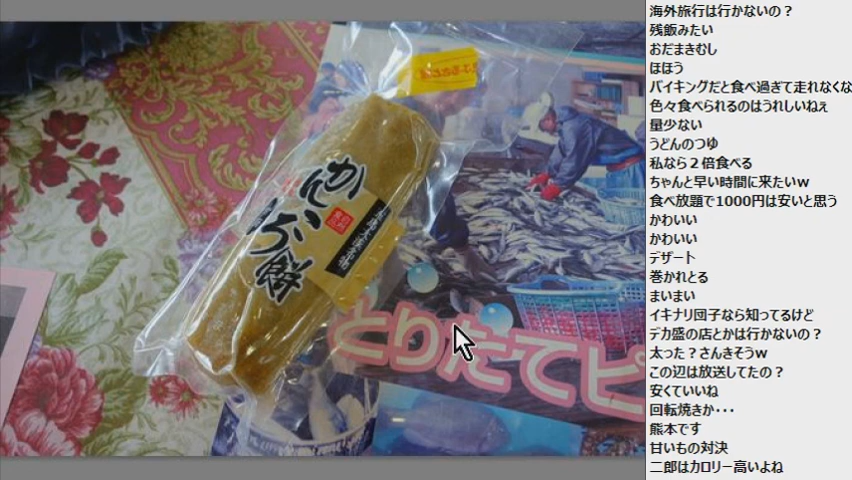 かんころ餅
とりたてピ
海外旅行は行かないの？
残飯みたい
おだまきむし
ほほう
バイキングだと食べ過ぎて走れなくな
色々食べられるのはうれしいねぇ
量少ない
うどんのつゆ
私なら２倍食べる
ちゃんと早い時間に来たいｗ
食べ放題で1000円は安いと思う
かわいい
かわいい
デザート
巻かれとる
まいまい
イキナリ団子なら知ってるけど
デカ盛の店とかは行かないの？
太った？さんきそうｗ
この辺は放送してたの？
安くていいね
回転焼きか・・・
熊本です
甘いもの対決
二郎はカロリー高いよね